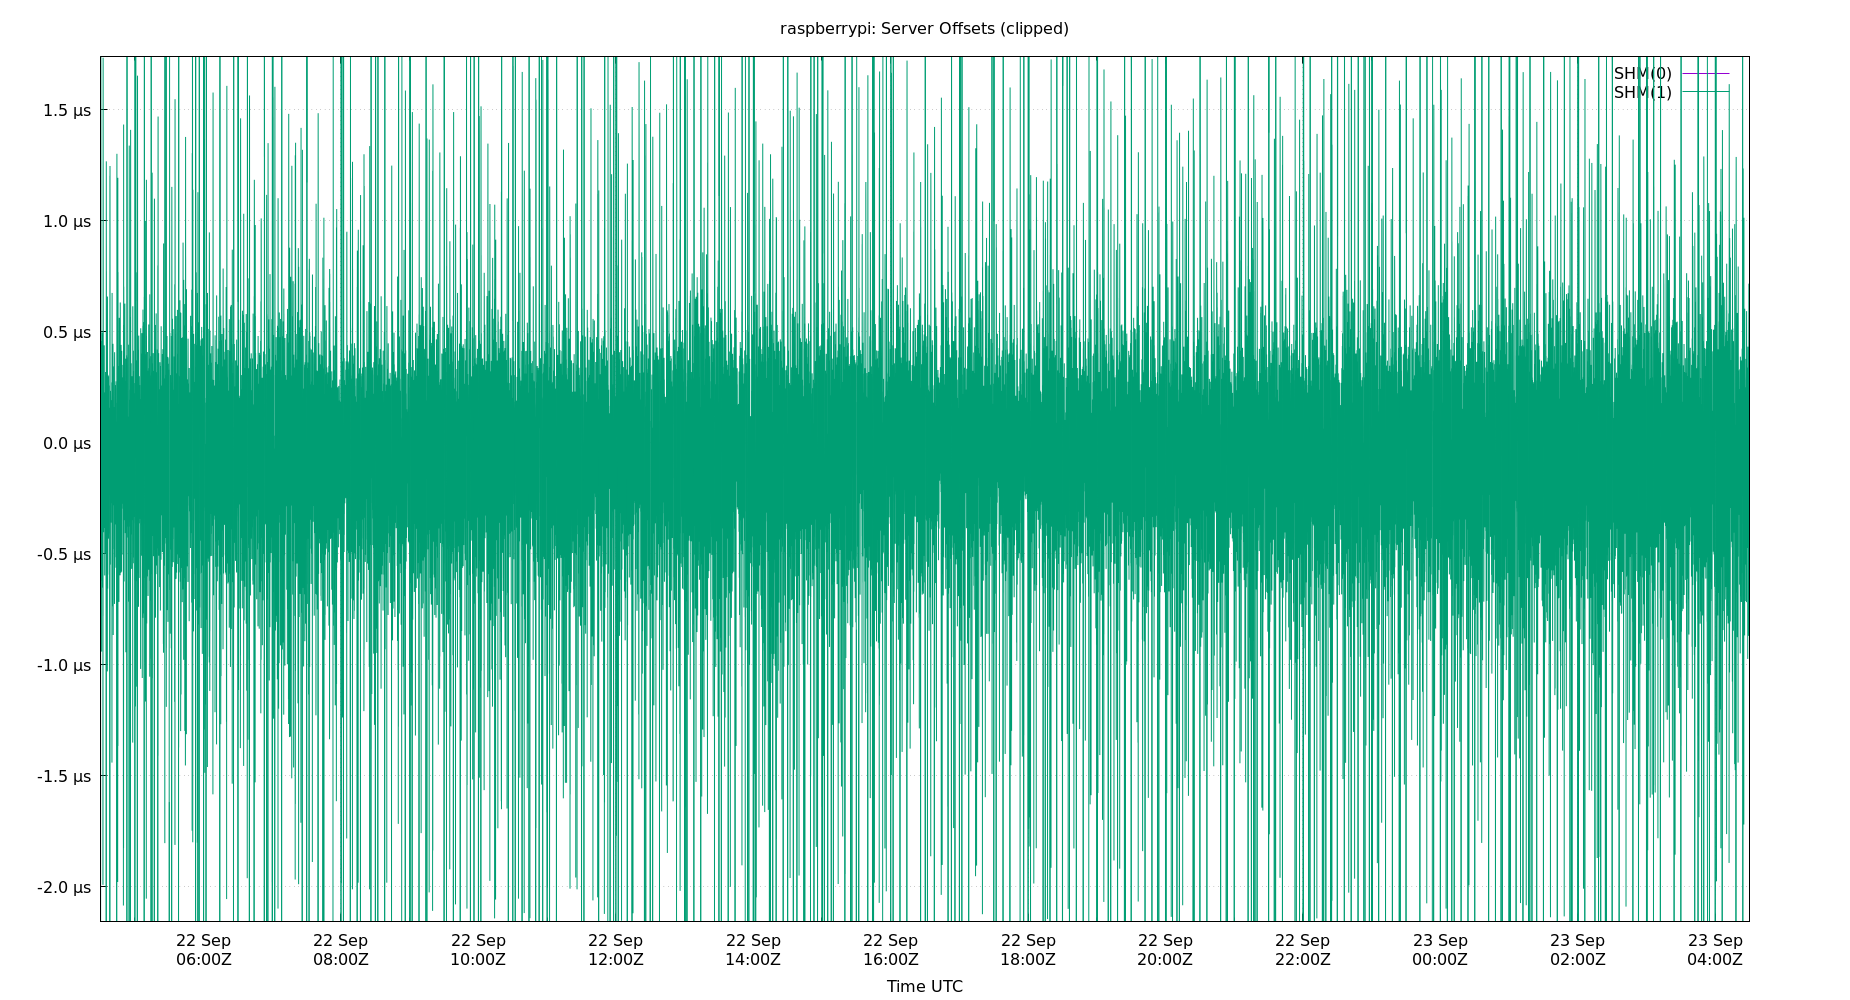 raspberrypi: Server Offsets (clipped)
SHM(0)
SHM(1)
1.5 µs
1.0 µs
0.5 µs
0.0 µs
-0.5 µs
-1.0 µs
-1.5 µs
-2.0 µs
22 Sep 22 Sep 22 Sep 22 Sep 22 Sep 22 Sep 22 Sep 22 Sep 22 Sep 23 Sep 23 Sep 23 Sep
06:00Z 08:00Z 10:00Z 12:00Z 14:00Z 16:00Z 18:00Z 20:00Z 22:00Z 00:00Z 02:00Z 04:00Z
Time UTC